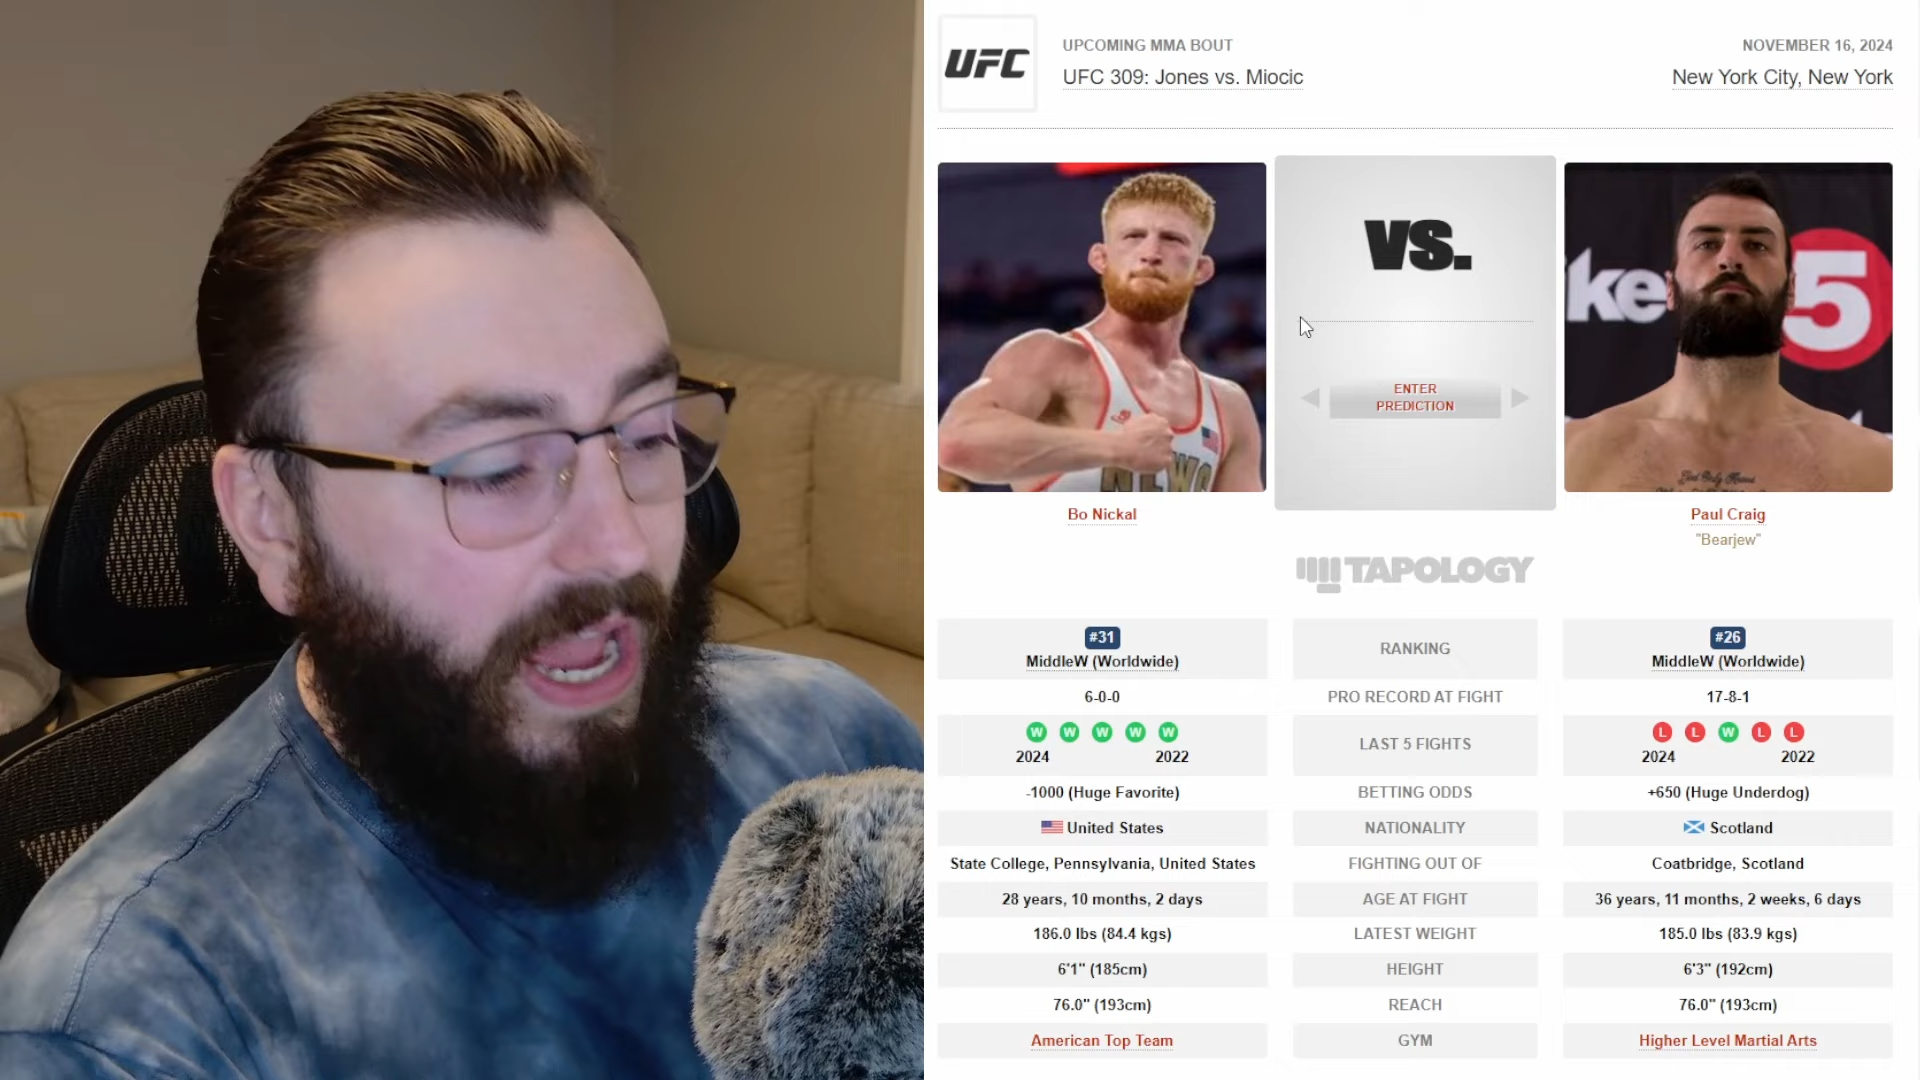 UFC
UPCOMING MMA BOUT
UFC 309: Jones vs. Miocic
NOVEMBER 16, 2024
New York City, New York
VS.
ENTER
PREDICTION
ke 5
NEWS
Bo Nickal
Paul Craig
"Bearjew"
TAPOLOGY
#31
MiddleW (Worldwide)
RANKING
#26
MiddleW (Worldwide)
6-0-0
PRO RECORD AT FIGHT
17-8-1
W W W W W
2024 2022
LAST 5 FIGHTS
L L W L L
2024 2022
-1000 (Huge Favorite)
BETTING ODDS
+650 (Huge Underdog)
United States
NATIONALITY
Scotland
State College, Pennsylvania, United States
FIGHTING OUT OF
Coatbridge, Scotland
28 years, 10 months, 2 days
AGE AT FIGHT
36 years, 11 months, 2 weeks, 6 days
186.0 lbs (84.4 kgs)
LATEST WEIGHT
185.0 lbs (83.9 kgs)
6'1" (185cm)
HEIGHT
6'3" (192cm)
76.0" (193cm)
REACH
76.0" (193cm)
American Top Team
GYM
Higher Level Martial Arts